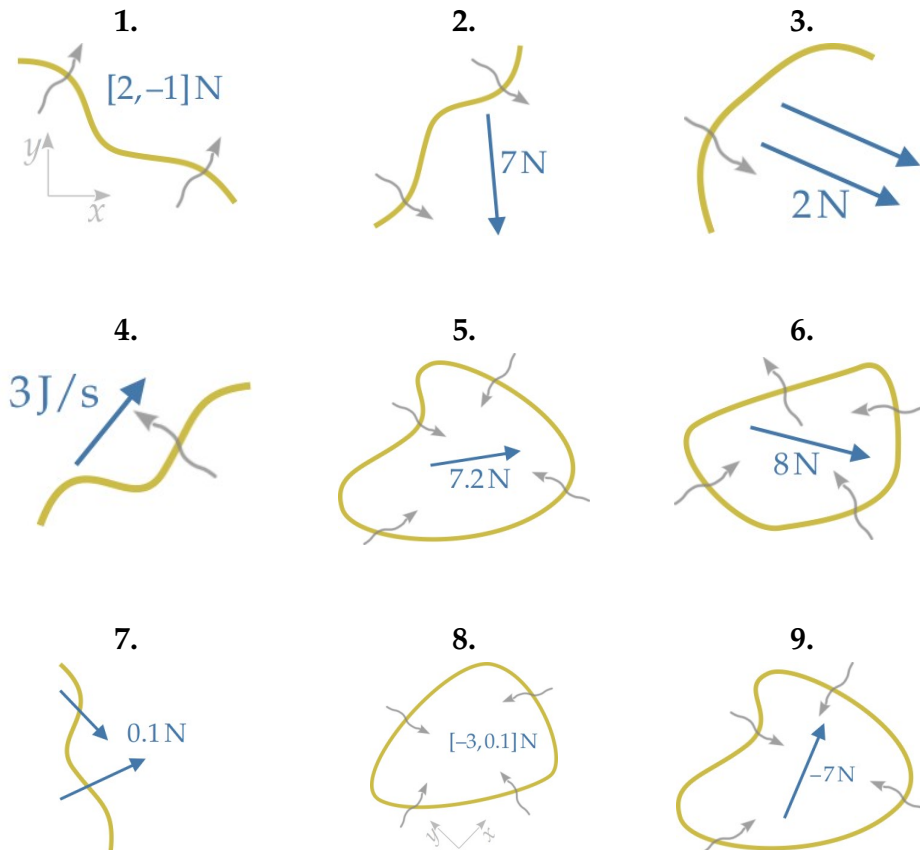 1.
2.
3.
[2,–1] N
y
x
7 N
2 N
4.
5.
6.
3 J/s
7.2 N
8 N
7.
8.
9.
0.1 N
[–3,0.1] N
–7 N
y
x